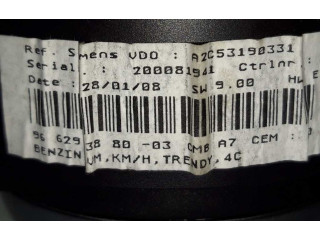 Ref. Smens VDO : A2C53190331
Serial. : 200081941 Ctrlnr.:
Date : 28/01/08 SW 9.00 HW
96 629 38 80 -03 CMB A7 CEM :
BENZIN UM,KM/H,TRENDY,4C